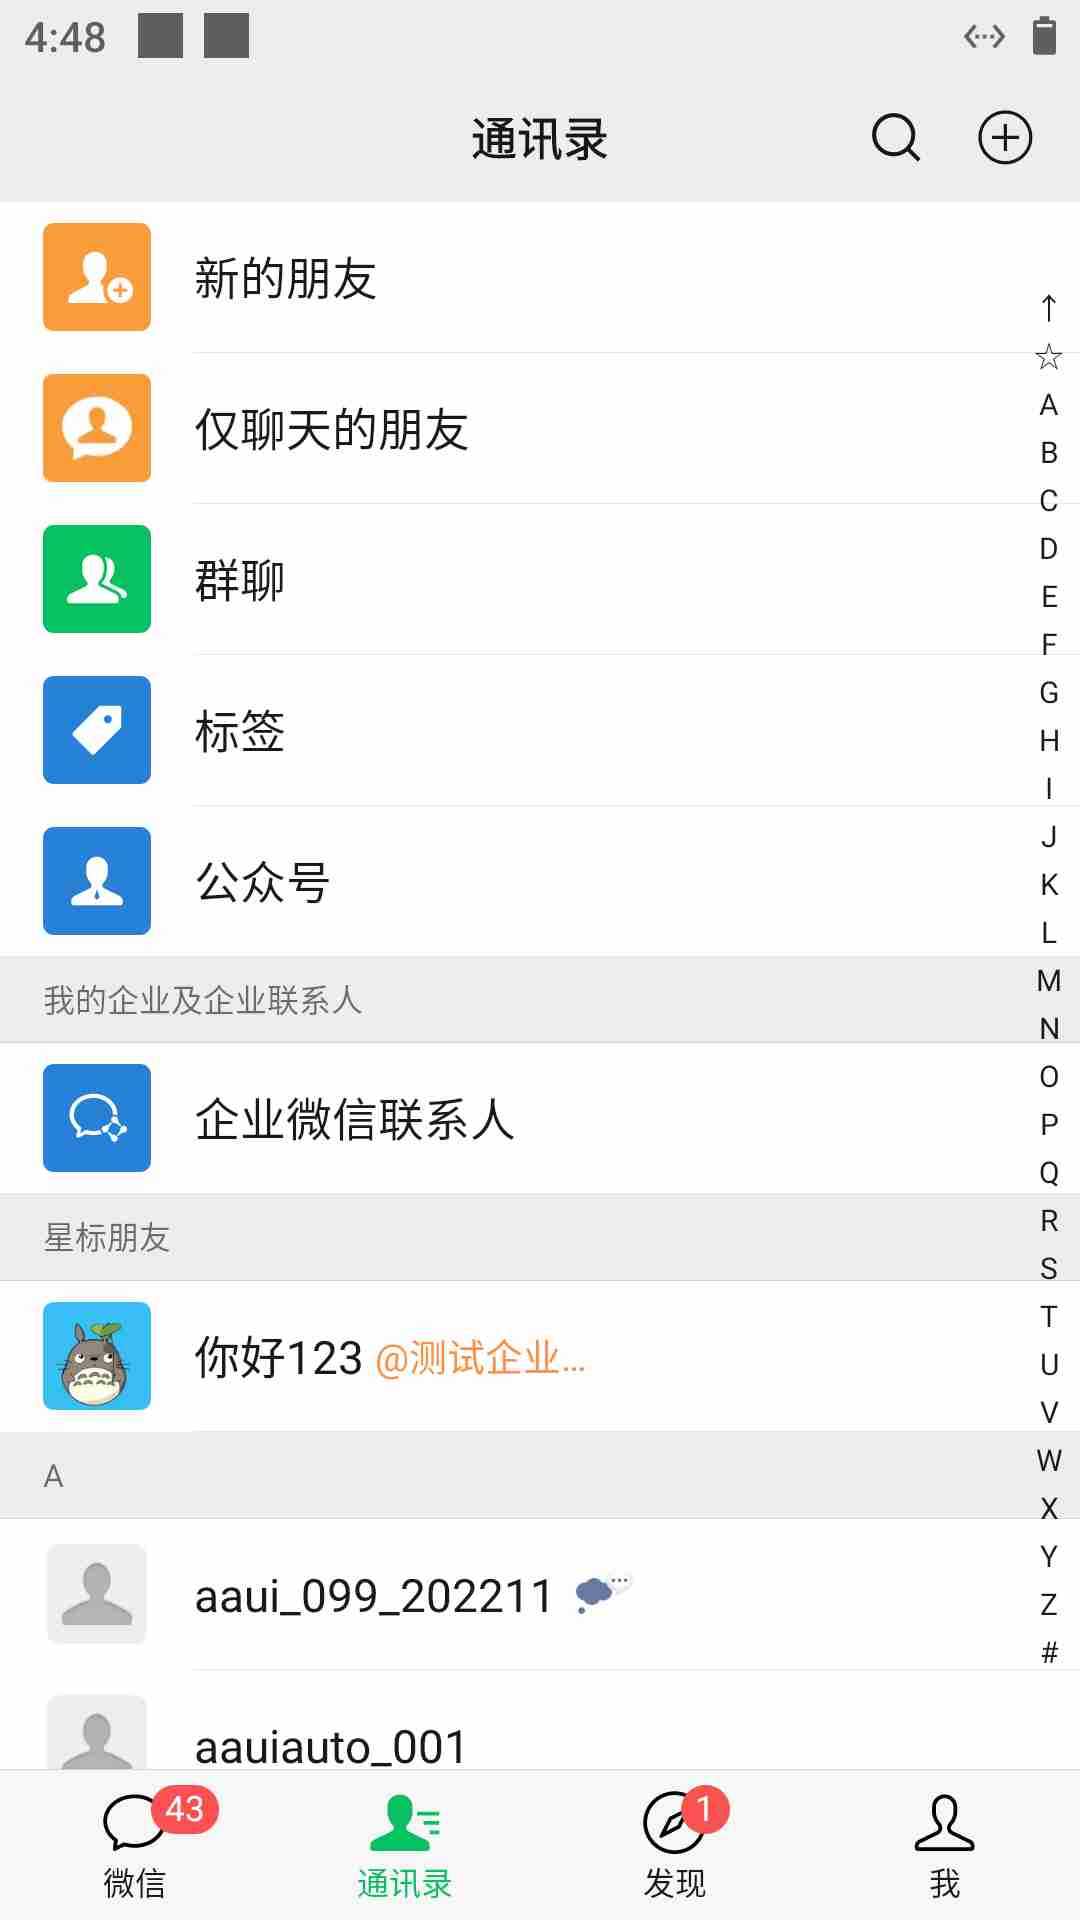 4:48
通讯录
新的朋友
仅聊天的朋友
群聊
标签
公众号
我的企业及企业联系人
企业微信联系人
星标朋友
你好123 @测试企业...
A
aaui_099_202211
aauiauto_001
↑
☆
A
B
C
D
E
F
G
H
I
J
K
L
M
N
O
P
Q
R
S
T
U
V
W
X
Y
Z
#
43
1
微信
通讯录
发现
我